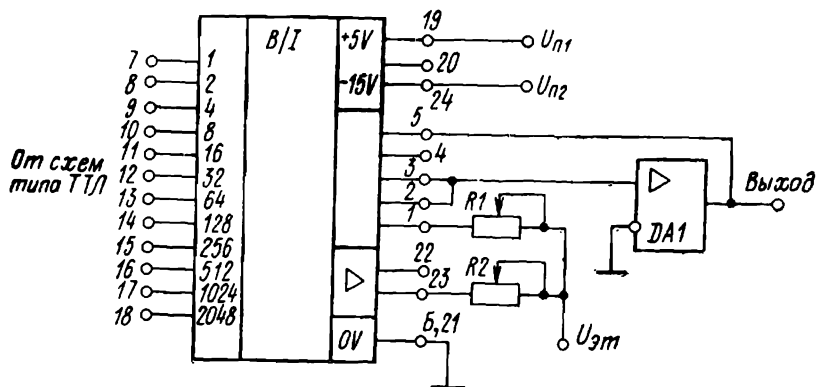 B/I
+5V
-15V
0V
7 1
8 2
9 4
10 8
11 16
12 32
13 64
14 128
15 256
16 512
17 1024
18 2048
От схем
типа ТТЛ
19
20
24
5
4
3
2
1
22
23
Б,21
Uп1
Uп2
R1
R2
Uэт
DA1
Выход